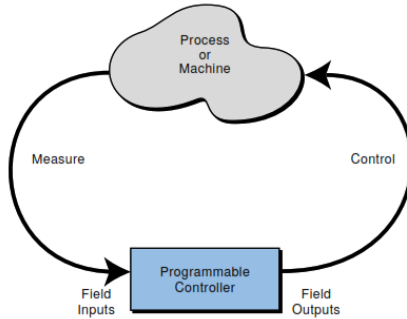 Process
or
Machine
Measure
Control
Programmable
Controller
Field
Inputs
Field
Outputs